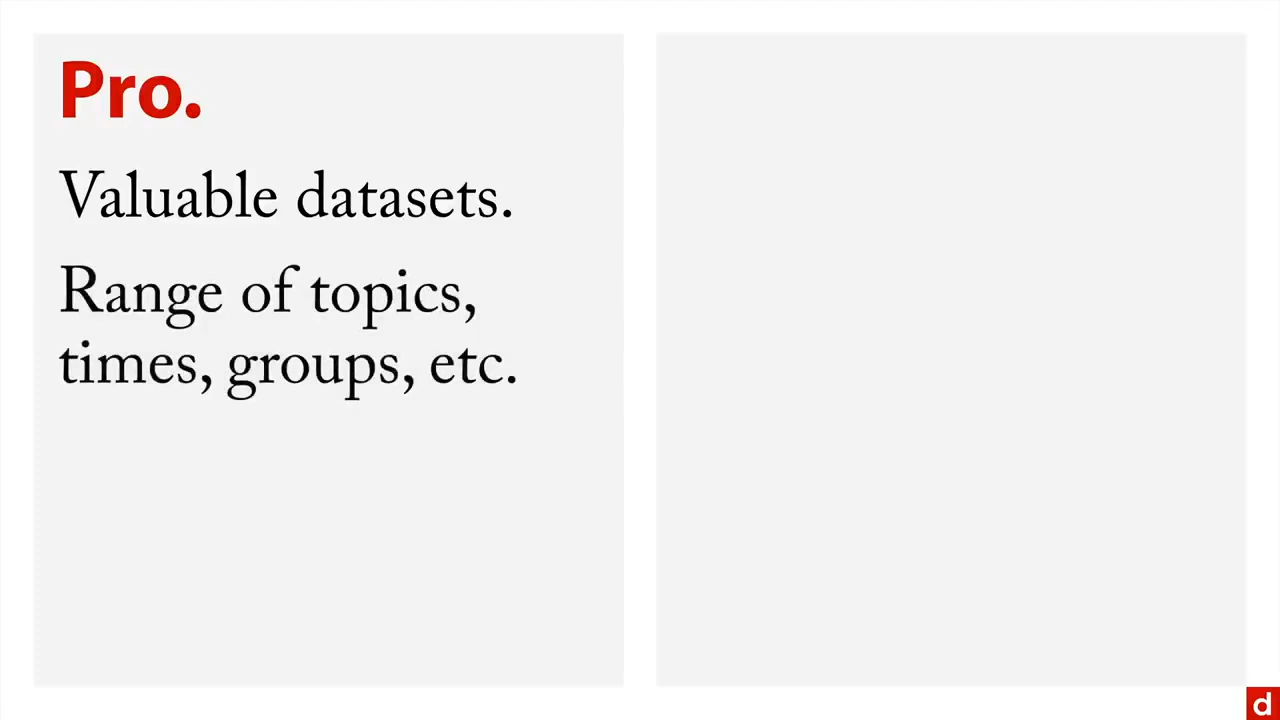 Pro.
Valuable datasets.
Range of topics,
times, groups, etc.
d